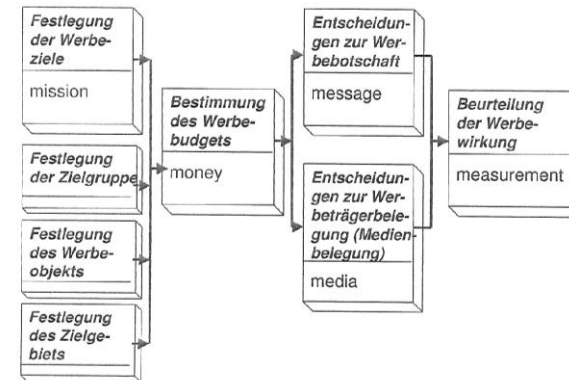 Festlegung
der Werbe-
ziele
mission
Festlegung
der Zielgruppe
Festlegung
des Werbe-
objekts
Festlegung
des Zielge-
biets
Bestimmung
des Werbe-
budgets
money
Entscheidun-
gen zur Wer-
bebotschaft
message
Entscheidun-
gen zur Wer-
beträgerbele-
gung (Medien-
belegung)
media
Beurteilung
der Werbe-
wirkung
measurement